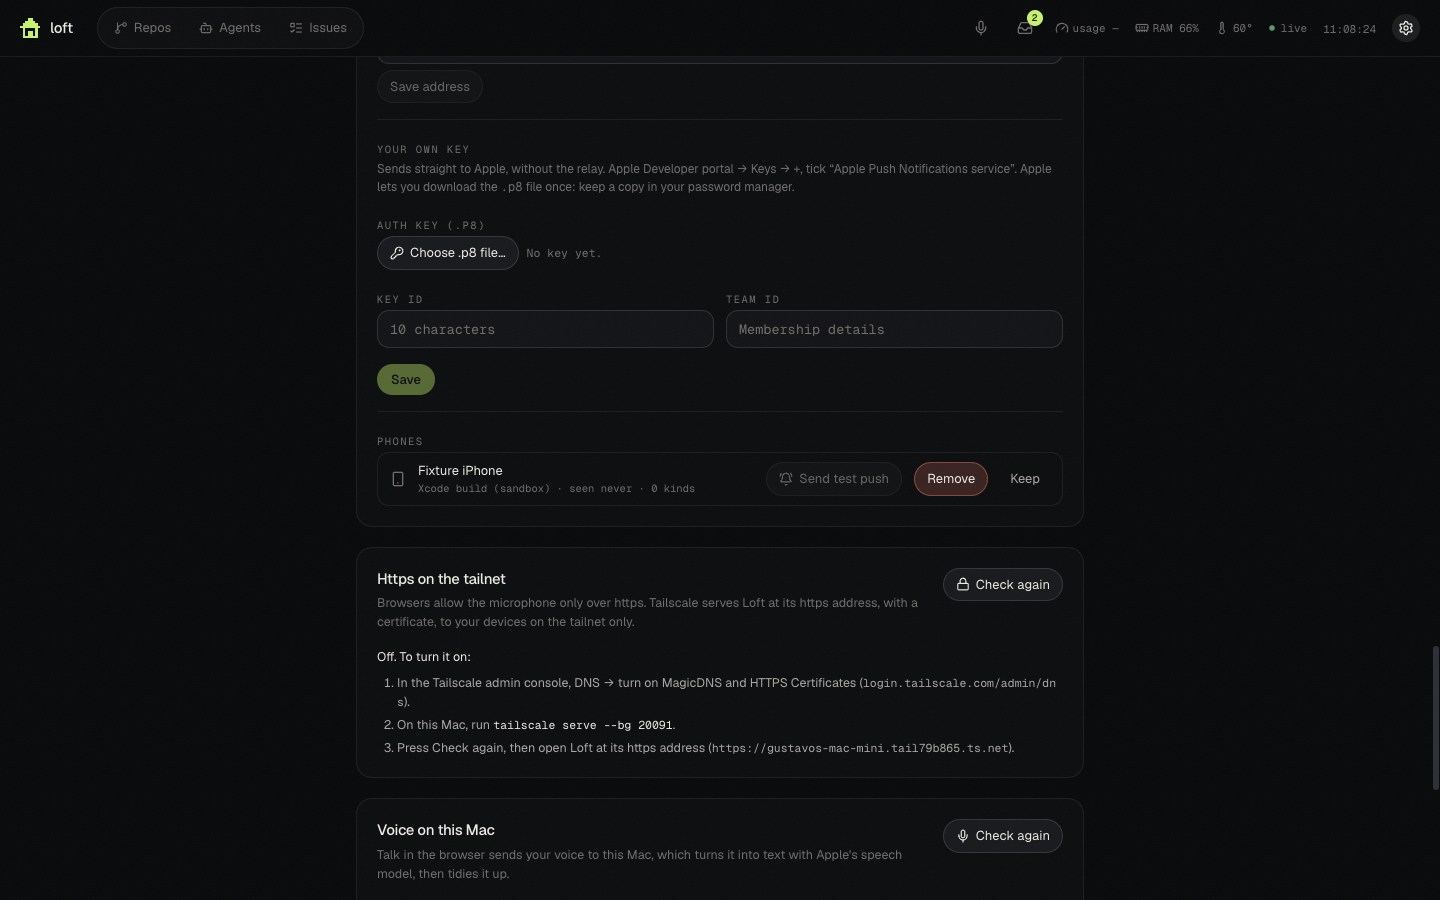 loft
Repos
Agents
Issues
2
usage —
RAM 66%
60°
live
11:08:24
Save address
YOUR OWN KEY
Sends straight to Apple, without the relay. Apple Developer portal → Keys → +, tick “Apple Push Notifications service”. Apple
lets you download the .p8 file once: keep a copy in your password manager.
AUTH KEY (.P8)
Choose .p8 file…
No key yet.
KEY ID
TEAM ID
10 characters
Membership details
Save
PHONES
Fixture iPhone
Xcode build (sandbox) · seen never · 0 kinds
Send test push
Remove
Keep
Https on the tailnet
Check again
Browsers allow the microphone only over https. Tailscale serves Loft at its https address, with a
certificate, to your devices on the tailnet only.
Off. To turn it on:
1. In the Tailscale admin console, DNS → turn on MagicDNS and HTTPS Certificates (login.tailscale.com/admin/dn
s).
2. On this Mac, run tailscale serve --bg 20091.
3. Press Check again, then open Loft at its https address (https://gustavos-mac-mini.tail79b865.ts.net).
Voice on this Mac
Check again
Talk in the browser sends your voice to this Mac, which turns it into text with Apple's speech
model, then tidies it up.